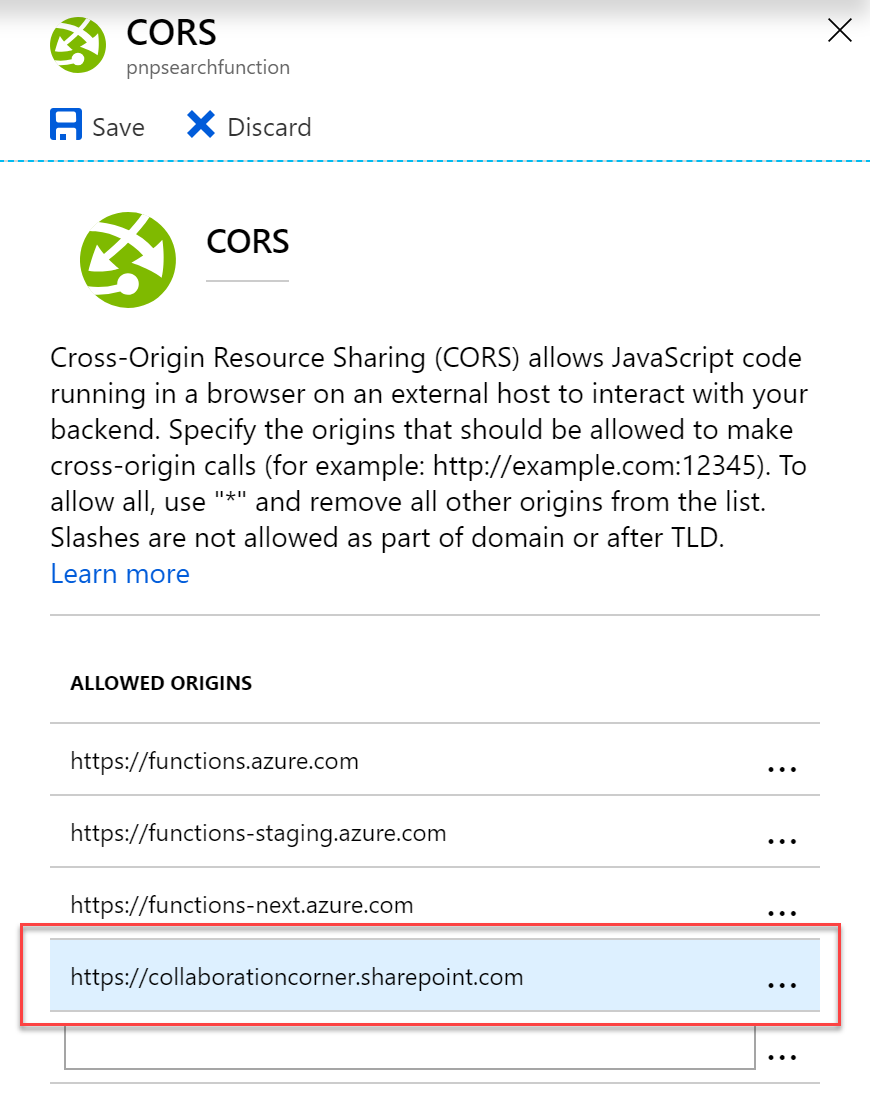 CORS
pnpsearchfunction
Save
Discard
CORS
Cross-Origin Resource Sharing (CORS) allows JavaScript code
running in a browser on an external host to interact with your
backend. Specify the origins that should be allowed to make
cross-origin calls (for example: http://example.com:12345). To
allow all, use "*" and remove all other origins from the list.
Slashes are not allowed as part of domain or after TLD.
Learn more
ALLOWED ORIGINS
https://functions.azure.com
...
https://functions-staging.azure.com
...
https://functions-next.azure.com
...
https://collaborationcorner.sharepoint.com
...
...